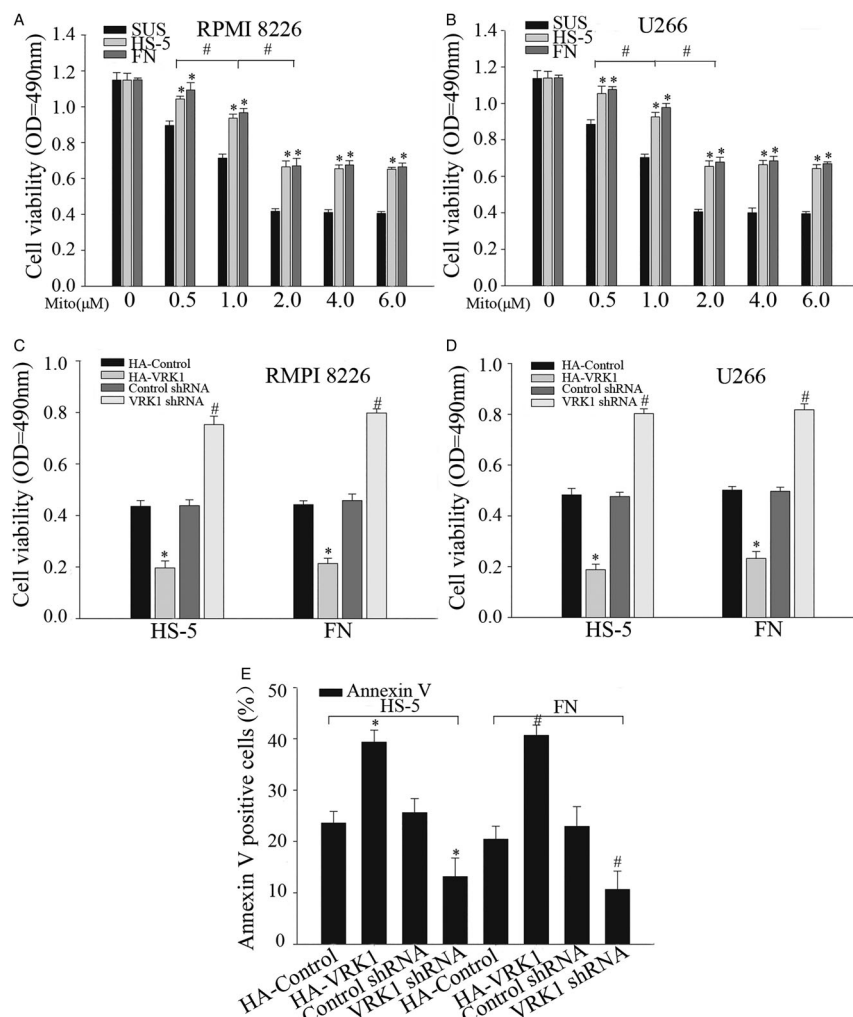 A
RPMI 8226
SUS
HS-5
FN
#
#
Cell viability (OD=490nm)
1.4
1.2
1.0
0.8
0.6
0.4
0.2
0.0
* *
* *
* *
* *
* *
Mito(μM) 0 0.5 1.0 2.0 4.0 6.0
B
U266
SUS
HS-5
FN
#
#
Cell viability (OD=490nm)
1.4
1.2
1.0
0.8
0.6
0.4
0.2
0.0
* *
* *
* *
* *
* *
Mito(μM) 0 0.5 1.0 2.0 4.0 6.0
C
HA-Control
HA-VRK1
Control shRNA
VRK1 shRNA
RMPI 8226
Cell viability (OD=490nm)
1.0
0.8
0.6
0.4
0.2
0.0
* # * #
HS-5 FN
D
HA-Control
HA-VRK1
Control shRNA
VRK1 shRNA
U266
Cell viability (OD=490nm)
1.0
0.8
0.6
0.4
0.2
0.0
* # * #
HS-5 FN
E
Annexin V
HS-5 FN
Annexin V positive cells (%)
50
40
30
20
10
0
* * # #
HA-Control
HA-VRK1
Control shRNA
VRK1 shRNA
HA-Control
HA-VRK1
Control shRNA
VRK1 shRNA